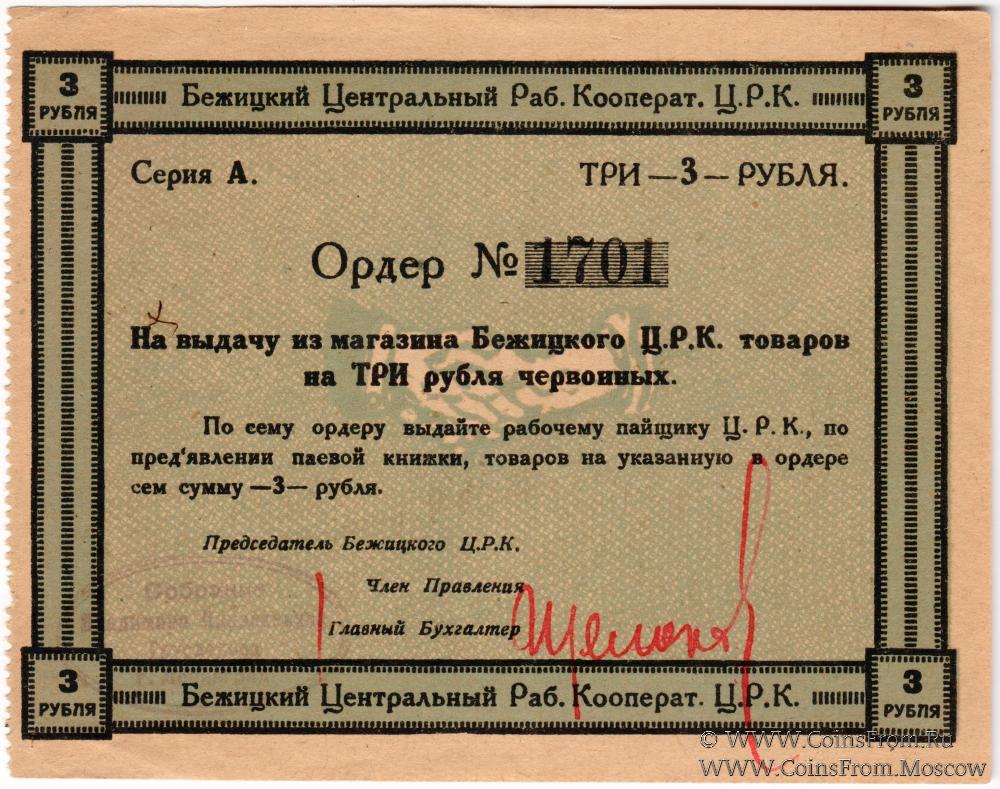 3 РУБЛЯ
Бежицкий Центральный Раб. Кооперат. Ц.Р.К.
3 РУБЛЯ
Серия А.
ТРИ —3— РУБЛЯ.
Ордер № 1701
На выдачу из магазина Бежицкого Ц.Р.К. товаров
на ТРИ рубля червонных.
По сему ордеру выдайте рабочему пайщику Ц. Р. К., по
пред'явлении паевой книжки, товаров на указанную в ордере
сем сумму —3— рубля.
Председатель Бежицкого Ц.Р.К.
Член Правления
Главный Бухгалтер
3 РУБЛЯ
Бежицкий Центральный Раб. Кооперат. Ц.Р.К.
3 РУБЛЯ
© WWW.CoinsFrom.Ru
WWW.CoinsFrom.Moscow